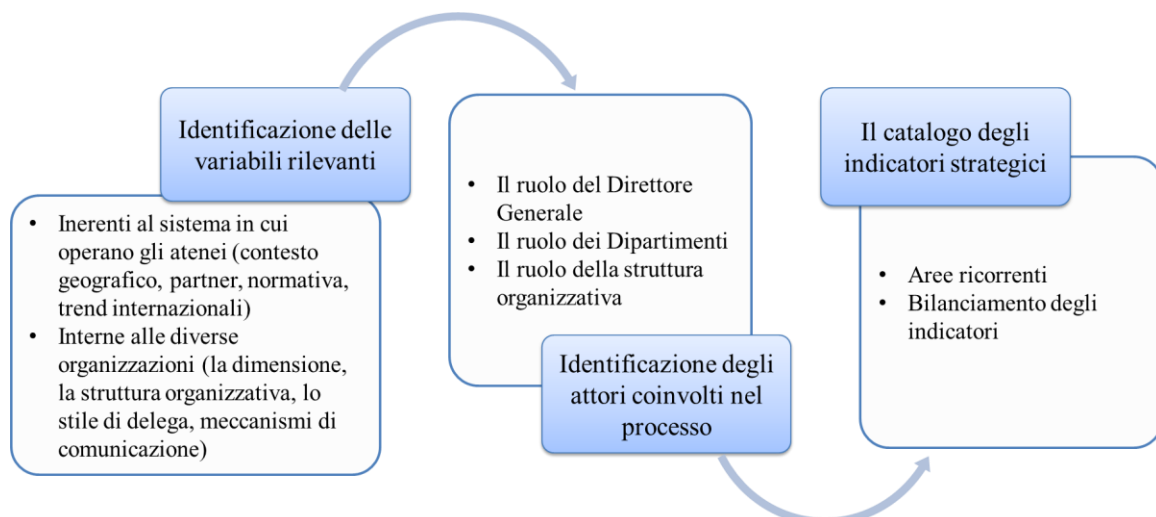 Identificazione delle
variabili rilevanti
• Inerenti al sistema in cui
operano gli atenei (contesto
geografico, partner, normativa,
trend internazionali)
• Interne alle diverse
organizzazioni (la dimensione,
la struttura organizzativa, lo
stile di delega, meccanismi di
comunicazione)
• Il ruolo del Direttore
Generale
• Il ruolo dei Dipartimenti
• Il ruolo della struttura
organizzativa
Identificazione degli
attori coinvolti nel
processo
Il catalogo degli
indicatori strategici
• Aree ricorrenti
• Bilanciamento degli
indicatori